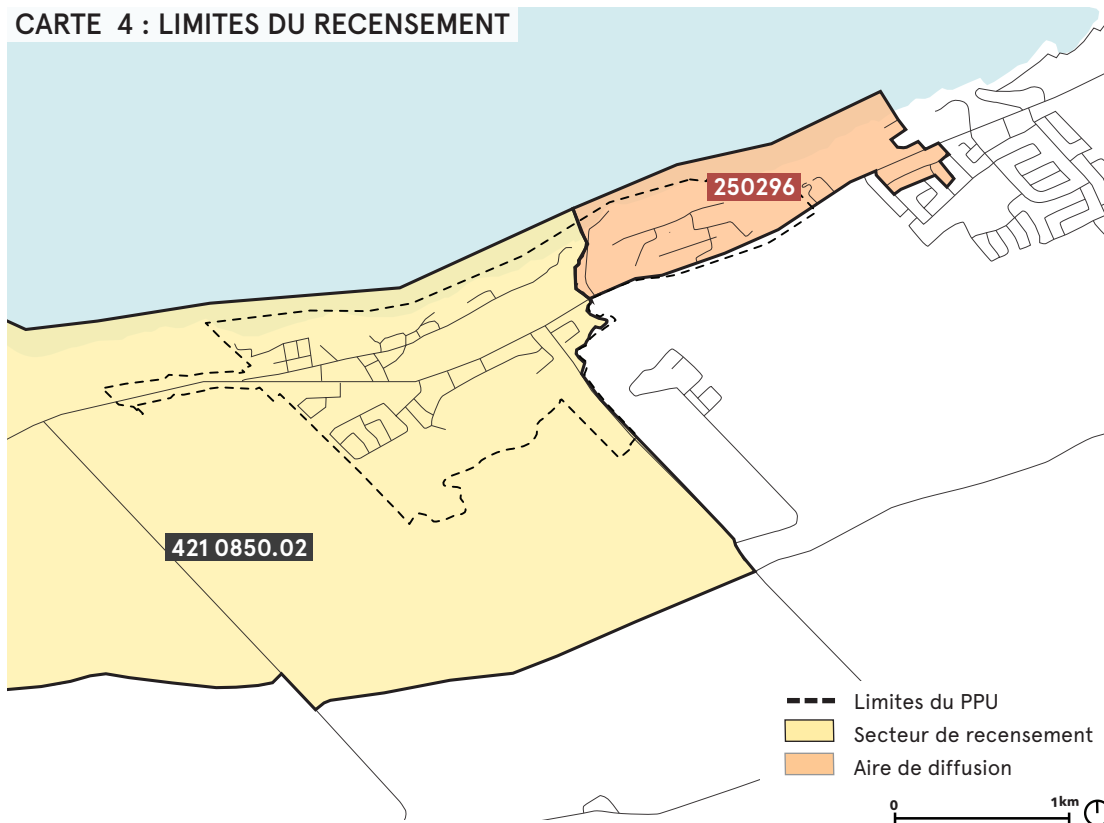 CARTE 4 : LIMITES DU RECENSEMENT
250296
421 0850.02
Limites du PPU
Secteur de recensement
Aire de diffusion
0 1km